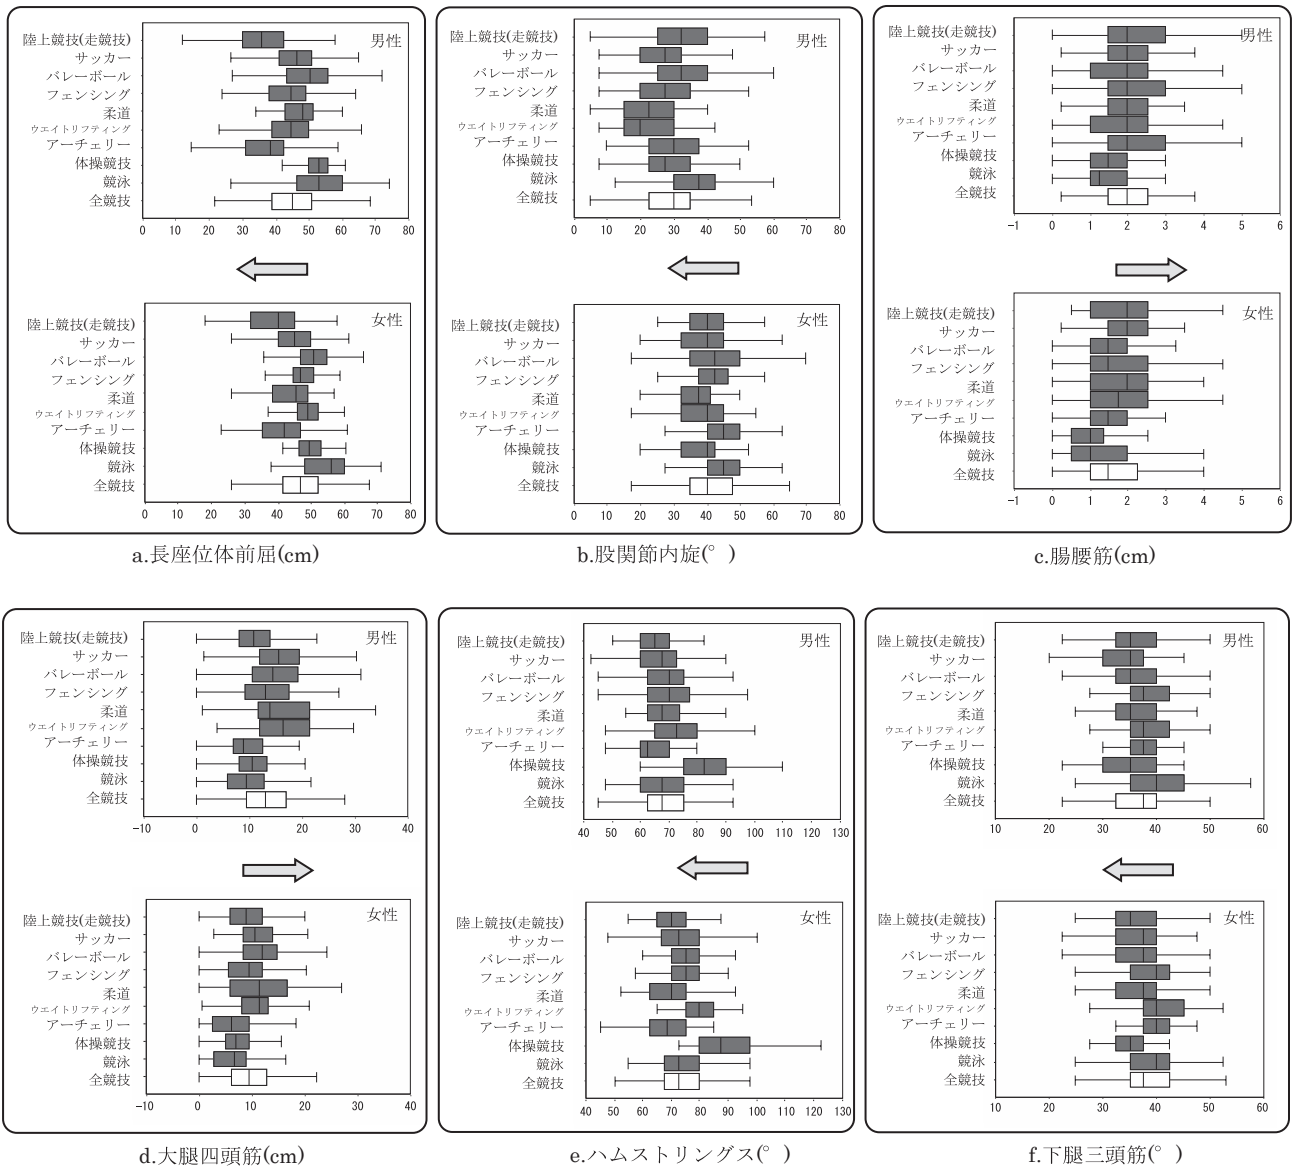 男性
陸上競技(走競技)
サッカー
バレーボール
フェンシング
柔道
ウエイトリフティング
アーチェリー
体操競技
競泳
全競技
0 10 20 30 40 50 60 70 80
女性
陸上競技(走競技)
サッカー
バレーボール
フェンシング
柔道
ウエイトリフティング
アーチェリー
体操競技
競泳
全競技
0 10 20 30 40 50 60 70 80
a.長座位体前屈(cm)
男性
陸上競技(走競技)
サッカー
バレーボール
フェンシング
柔道
ウエイトリフティング
アーチェリー
体操競技
競泳
全競技
0 10 20 30 40 50 60 70 80
女性
陸上競技(走競技)
サッカー
バレーボール
フェンシング
柔道
ウエイトリフティング
アーチェリー
体操競技
競泳
全競技
0 10 20 30 40 50 60 70 80
b.股関節内旋(°)
男性
陸上競技(走競技)
サッカー
バレーボール
フェンシング
柔道
ウエイトリフティング
アーチェリー
体操競技
競泳
全競技
-1 0 1 2 3 4 5 6
女性
陸上競技(走競技)
サッカー
バレーボール
フェンシング
柔道
ウエイトリフティング
アーチェリー
体操競技
競泳
全競技
-1 0 1 2 3 4 5 6
c.腸腰筋(cm)
男性
陸上競技(走競技)
サッカー
バレーボール
フェンシング
柔道
ウエイトリフティング
アーチェリー
体操競技
競泳
全競技
-10 0 10 20 30 40
女性
陸上競技(走競技)
サッカー
バレーボール
フェンシング
柔道
ウエイトリフティング
アーチェリー
体操競技
競泳
全競技
-10 0 10 20 30 40
d.大腿四頭筋(cm)
男性
陸上競技(走競技)
サッカー
バレーボール
フェンシング
柔道
ウエイトリフティング
アーチェリー
体操競技
競泳
全競技
40 50 60 70 80 90 100 110 120 130
女性
陸上競技(走競技)
サッカー
バレーボール
フェンシング
柔道
ウエイトリフティング
アーチェリー
体操競技
競泳
全競技
40 50 60 70 80 90 100 110 120 130
e.ハムストリングス(°)
男性
陸上競技(走競技)
サッカー
バレーボール
フェンシング
柔道
ウエイトリフティング
アーチェリー
体操競技
競泳
全競技
10 20 30 40 50 60
女性
陸上競技(走競技)
サッカー
バレーボール
フェンシング
柔道
ウエイトリフティング
アーチェリー
体操競技
競泳
全競技
10 20 30 40 50 60
f.下腿三頭筋(°)